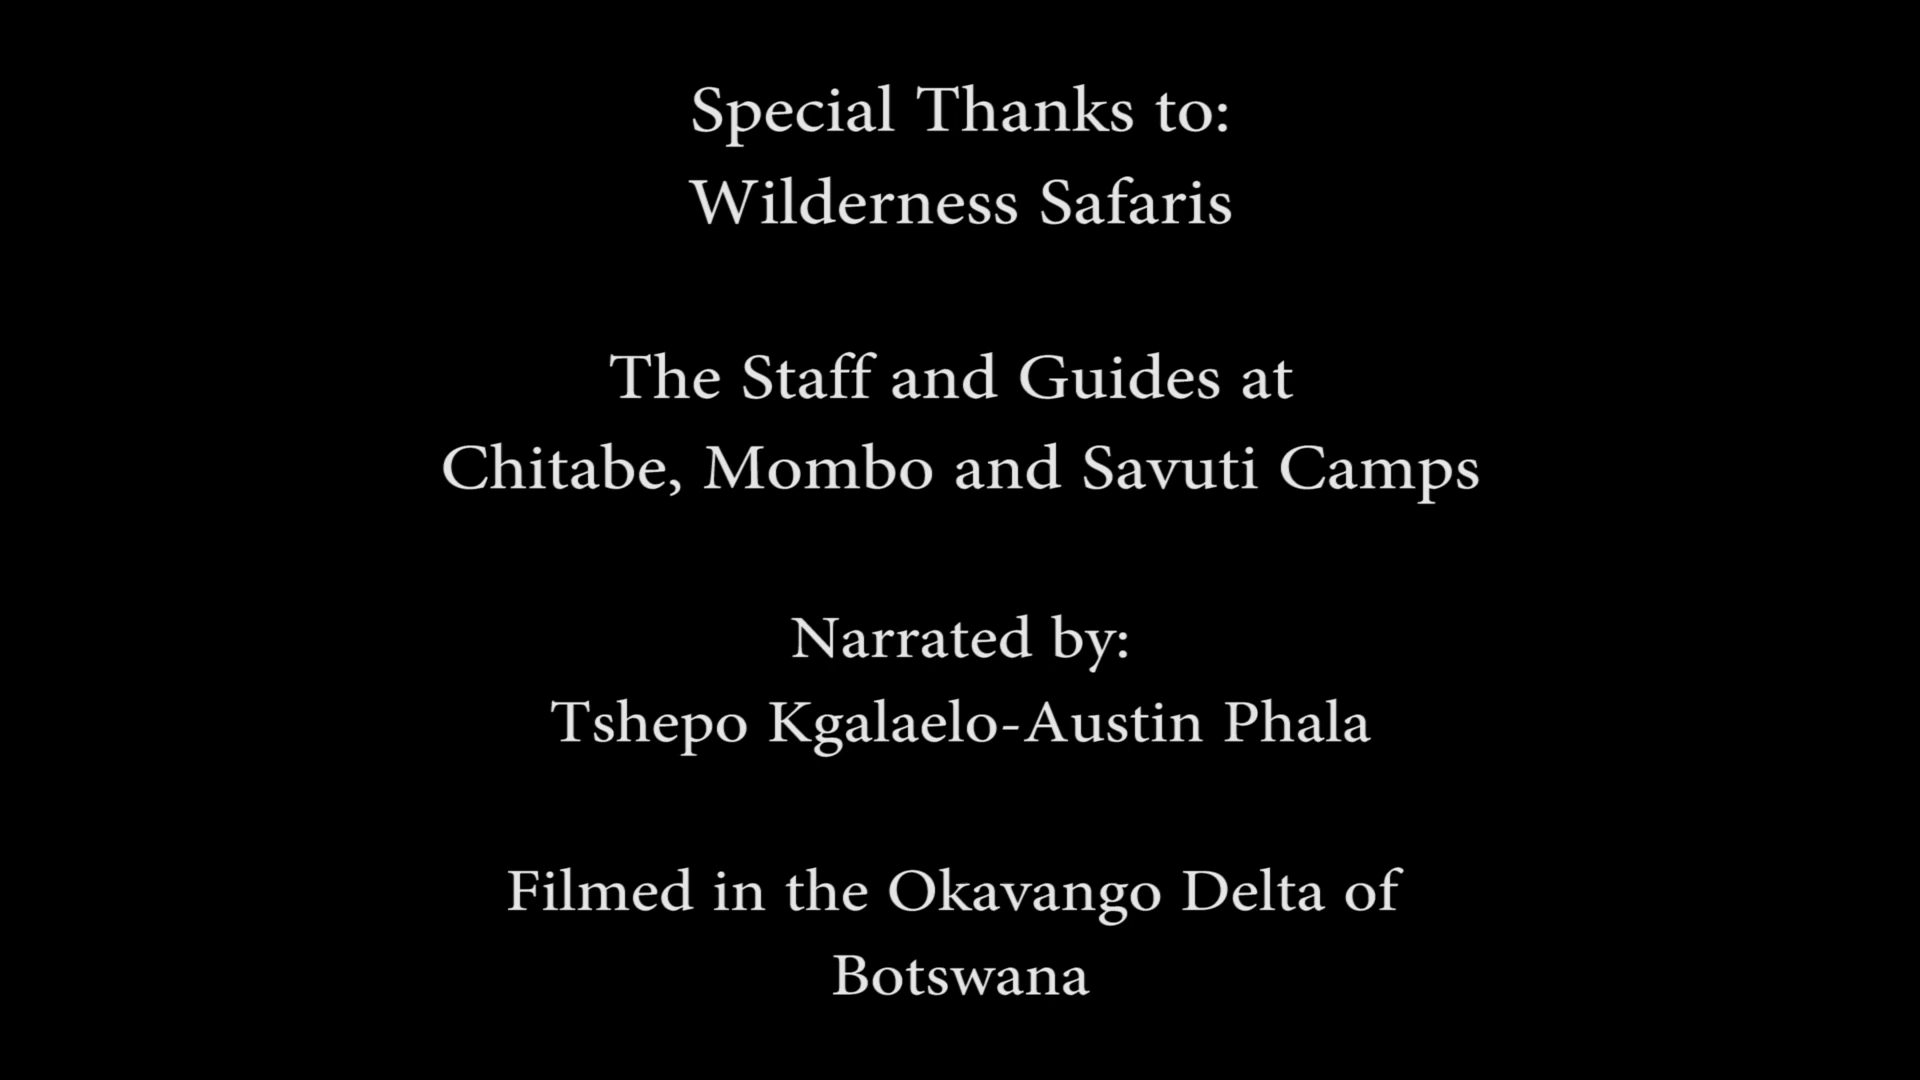 Special Thanks to:
Wilderness Safaris
The Staff and Guides at
Chitabe, Mombo and Savuti Camps
Narrated by:
Tshepo Kgalaelo-Austin Phala
Filmed in the Okavango Delta of
Botswana